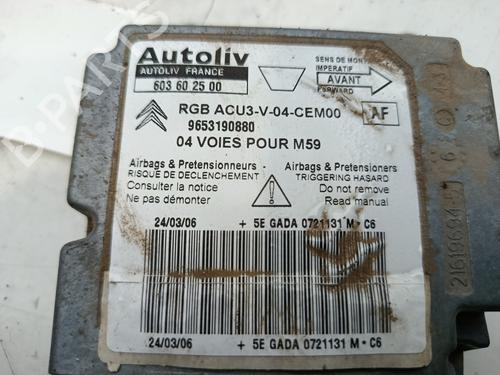 Autoliv
AUTOLIV FRANCE
603 60 25 00
SENS DE MONTAGE
IMPERATIF
AVANT
FORWARD
RGB ACU3-V-04-CEM00
AF
9653190880
04 VOIES POUR M59
Airbags & Pretensionneurs
RISQUE DE DECLENCHEMENT
Consulter la notice
Ne pas démonter
Airbags & Pretensioners
TRIGGERING HASARD
Do not remove
Read manual
24/03/06 + 5E GADA 0721131 M • C6
24/03/06 + 5E GADA 0721131 M • C6
B-PARTS